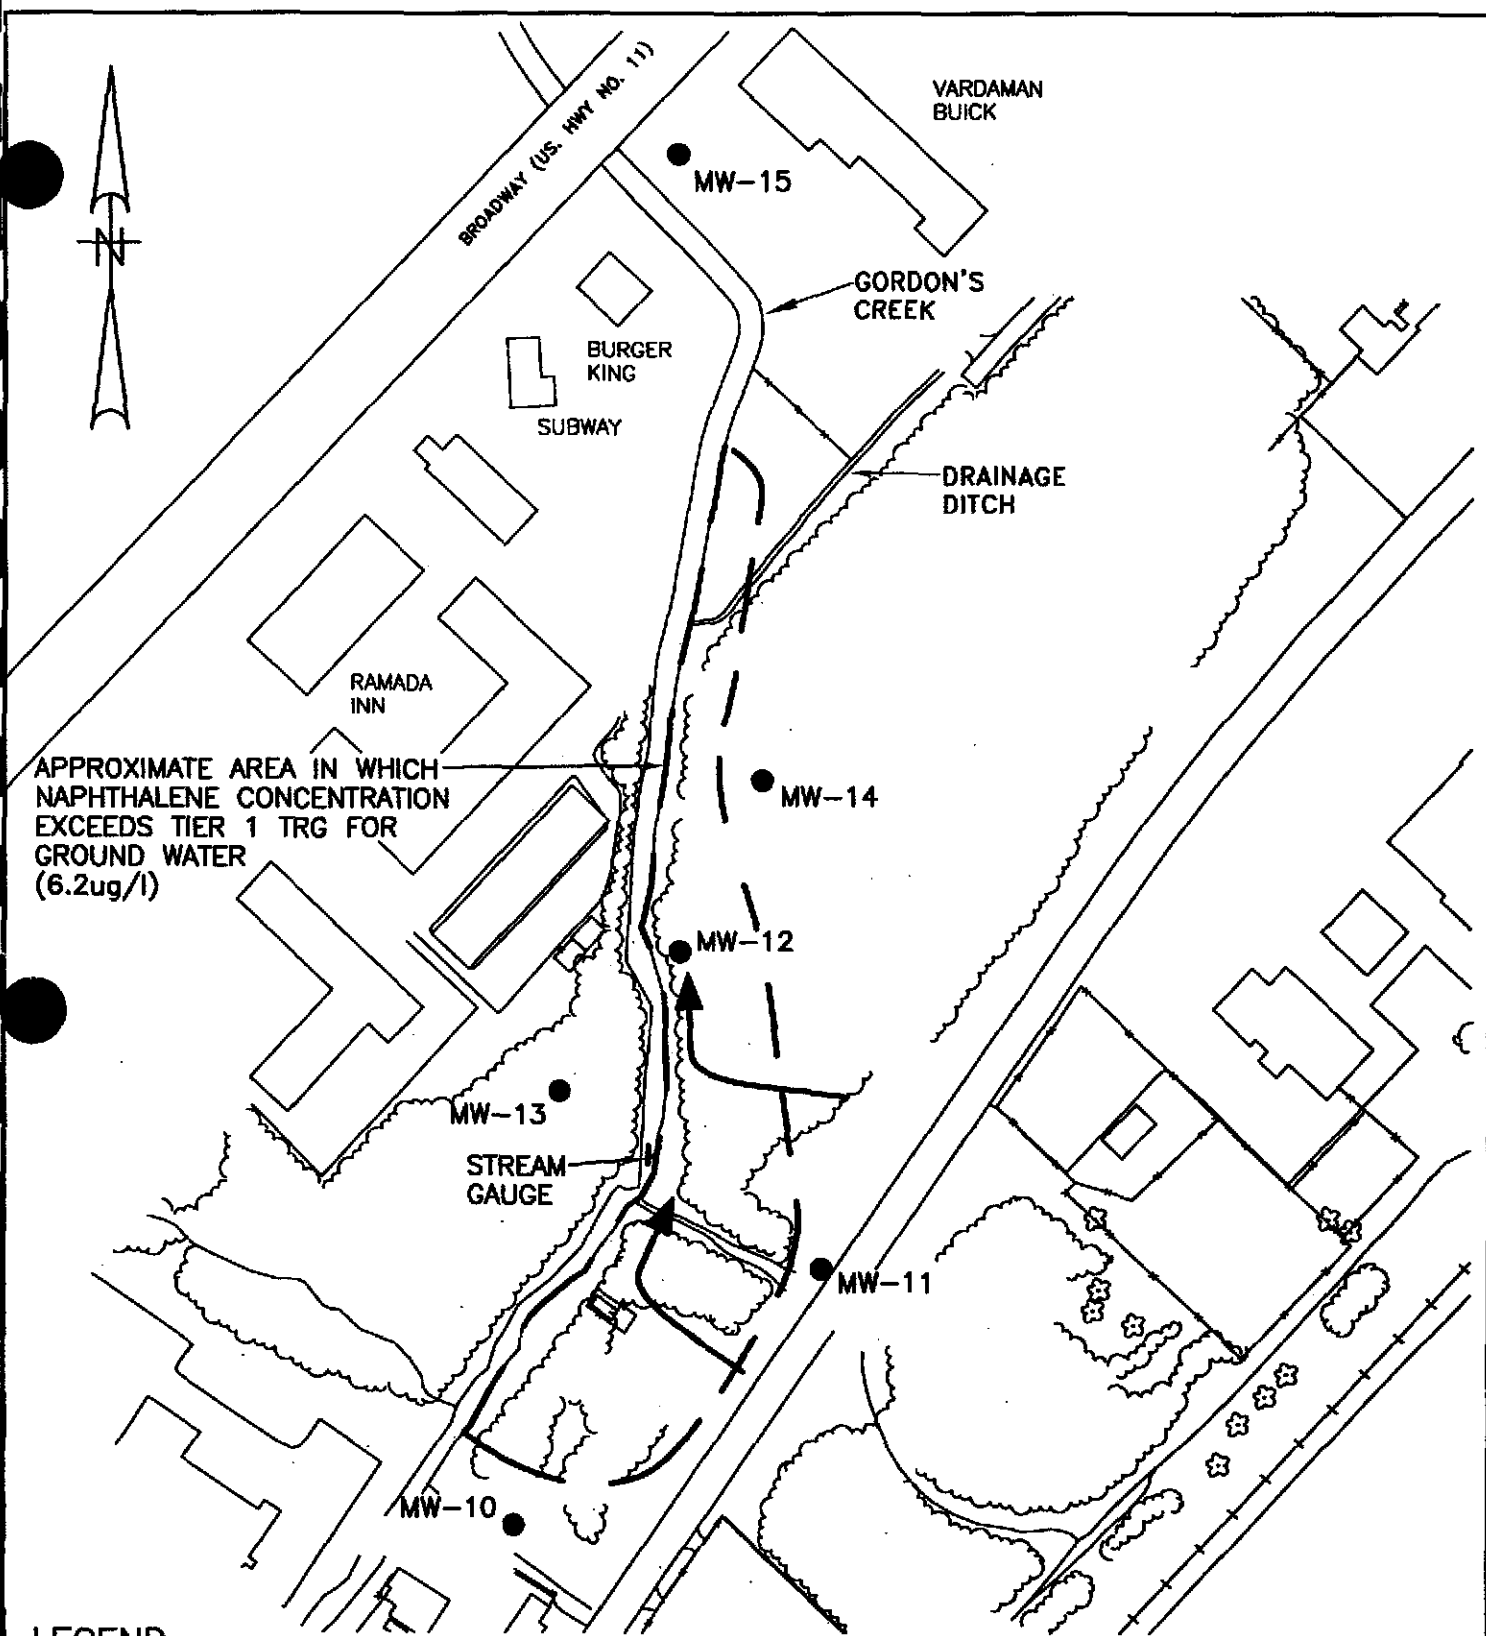 VARDAMAN
BUICK
BROADWAY (US. HWY NO. 11)
MW-15
N
GORDON'S
CREEK
BURGER
KING
SUBWAY
DRAINAGE
DITCH
RAMADA
INN
APPROXIMATE AREA IN WHICH
NAPHTHALENE CONCENTRATION
EXCEEDS TIER 1 TRG FOR
GROUND WATER
(6.2ug/l)
MW-14
MW-12
MW-13
STREAM
GAUGE
MW-11
MW-10
LEGEND